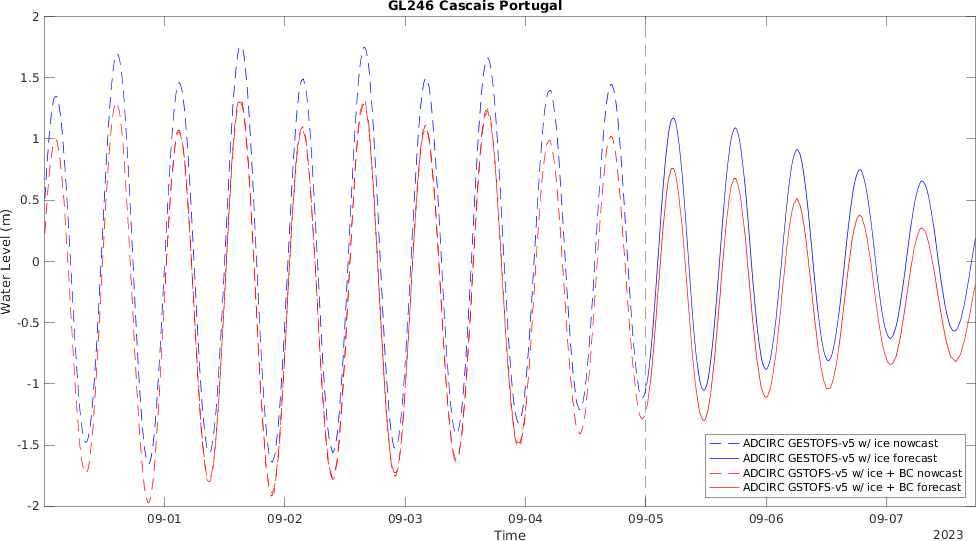 GL246 Cascais Portugal
2
1.5
1
0.5
0
-0.5
-1
-1.5
-2
Water Level (m)
09-01 09-02 09-03 09-04 09-05 09-06 09-07
Time
2023
ADCIRC GESTOFS-v5 w/ ice nowcast
ADCIRC GESTOFS-v5 w/ ice forecast
ADCIRC GSTOFS-v5 w/ ice + BC nowcast
ADCIRC GSTOFS-v5 w/ ice + BC forecast